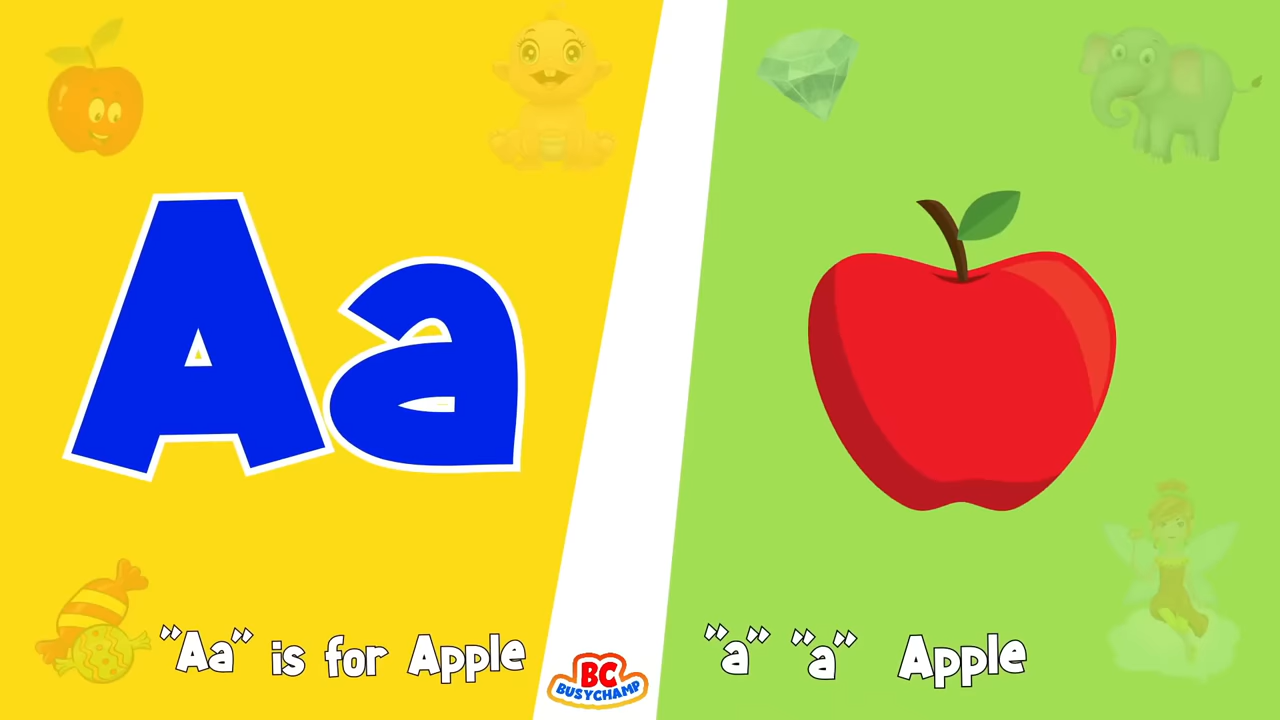 Aa
"Aa" is for Apple
"a" "a" Apple
BC
BUSYCHAMP